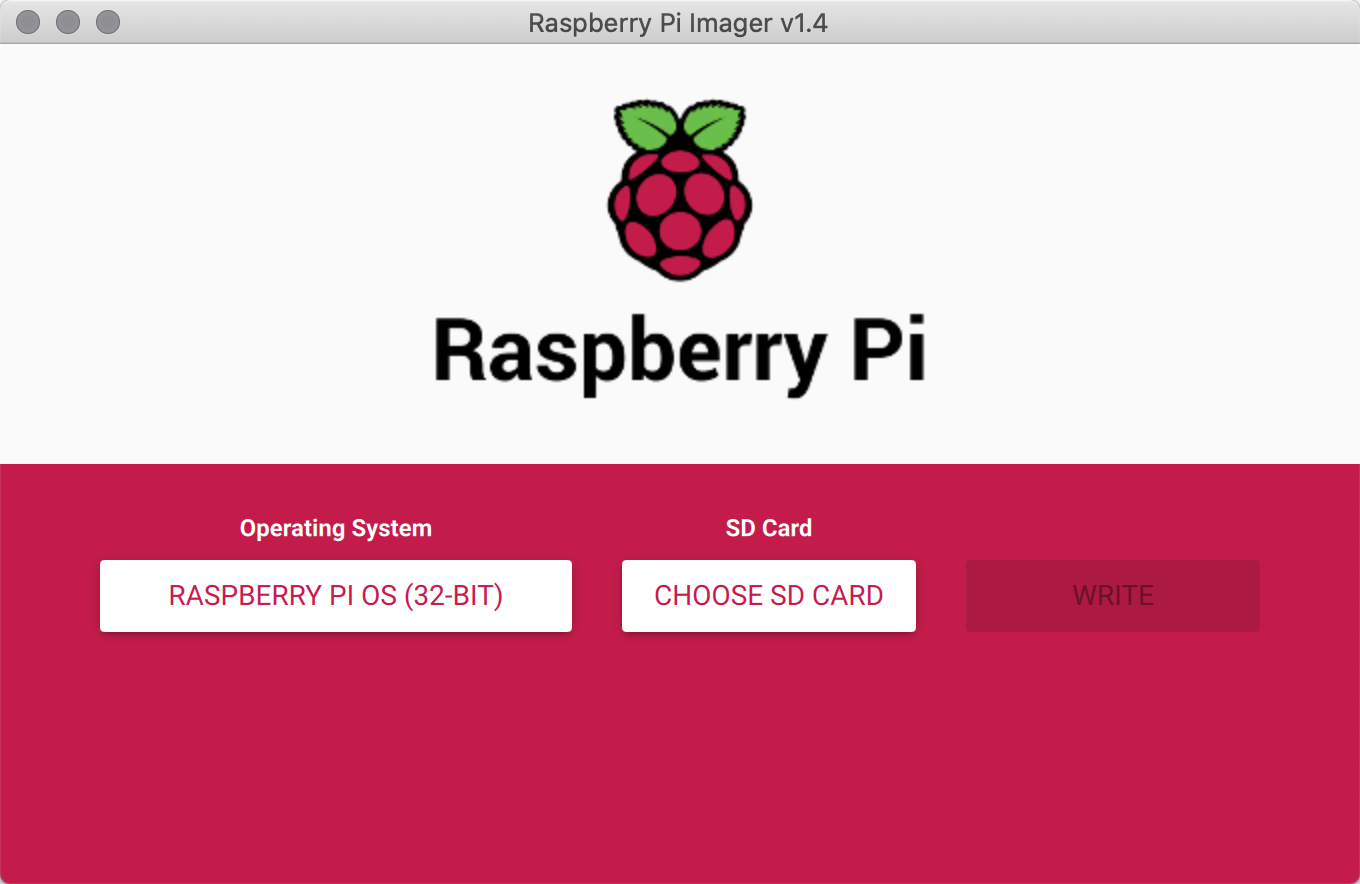 Raspberry Pi Imager v1.4
Raspberry Pi
Operating System
SD Card
RASPBERRY PI OS (32-BIT)
CHOOSE SD CARD
WRITE